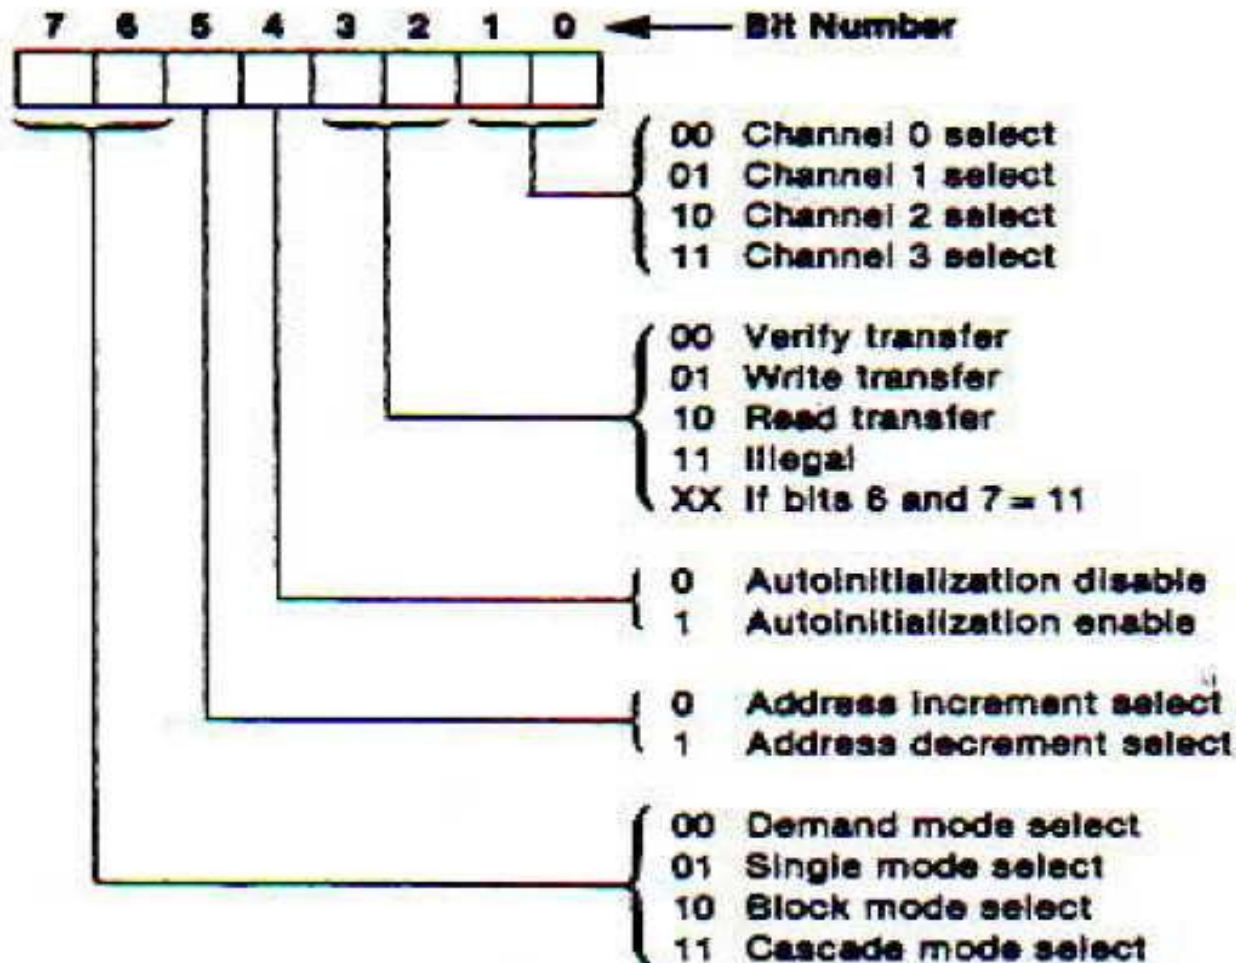 7 6 5 4 3 2 1 0 Bit Number
00 Channel 0 select
01 Channel 1 select
10 Channel 2 select
11 Channel 3 select
00 Verify transfer
01 Write transfer
10 Read transfer
11 Illegal
XX If bits 6 and 7 = 11
0 Autoinitialization disable
1 Autoinitialization enable
0 Address increment select
1 Address decrement select
00 Demand mode select
01 Single mode select
10 Block mode select
11 Cascade mode select